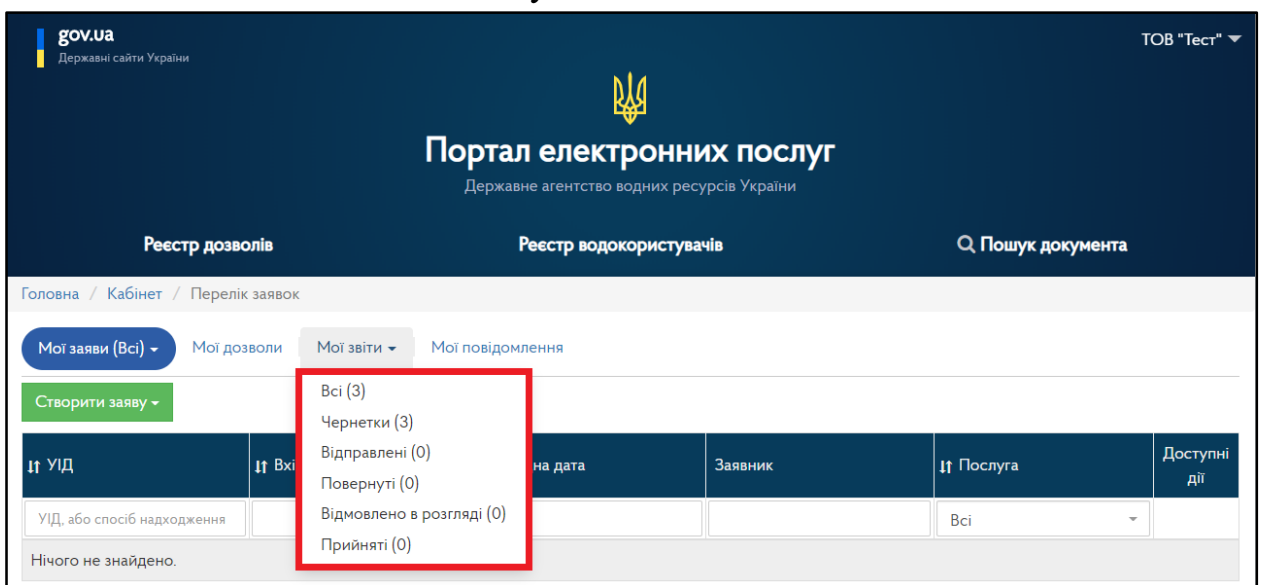 gov.ua
Державні сайти України
ТОВ "Тест"
Портал електронних послуг
Державне агентство водних ресурсів України
Реєстр дозволів Реєстр водокористувачів Пошук документа
Головна / Кабінет / Перелік заявок
Мої заяви (Всі) Мої дозволи Мої звіти Мої повідомлення
Створити заяву
Всі (3)
Чернетки (3)
Відправлені (0)
Повернуті (0)
Відмовлено в розгляді (0)
Прийняті (0)
УІД Вхі на дата Заявник Послуга Доступні дії
УІД, або спосіб надходження Всі
Нічого не знайдено.